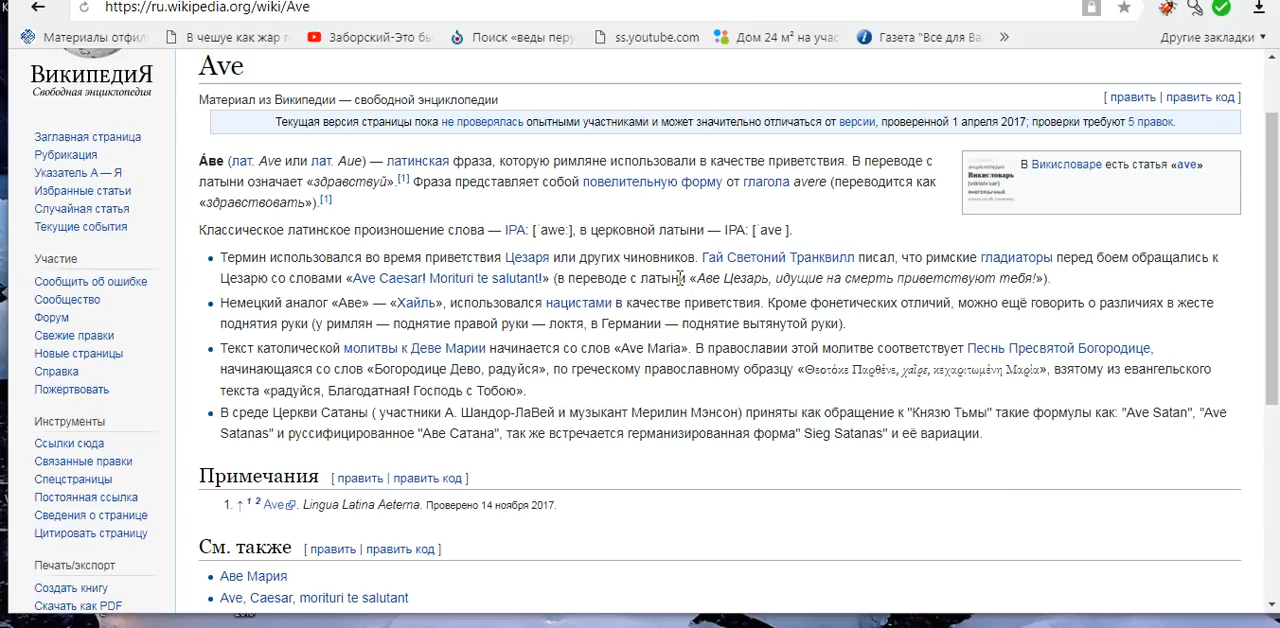 https://ru.wikipedia.org/wiki/Ave
Материалы отфил
В чешуе как жар г
Заборский-Это бы
Поиск «веды перу
ss.youtube.com
Дом 24 м² на учас
Газета "Все для Ва
Другие закладки
ВикипедиЯ
Свободная энциклопедия
Заглавная страница
Рубрикация
Указатель А — Я
Избранные статьи
Случайная статья
Текущие события
Участие
Сообщить об ошибке
Сообщество
Форум
Свежие правки
Новые страницы
Справка
Пожертвовать
Инструменты
Ссылки сюда
Связанные правки
Спецстраницы
Постоянная ссылка
Сведения о странице
Цитировать страницу
Печать/экспорт
Создать книгу
Скачать как PDF
Ave
Материал из Википедии — свободной энциклопедии
[ править | править код ]
Текущая версия страницы пока не проверялась опытными участниками и может значительно отличаться от версии, проверенной 1 апреля 2017; проверки требуют 5 правок.
А́ве (лат. Ave или лат. Aue) — латинская фраза, которую римляне использовали в качестве приветствия. В переводе с
латыни означает «здравствуй».[1] Фраза представляет собой повелительную форму от глагола avere (переводится как
«здравствовать»).[1]
В Викисловаре есть статья «ave»
Викисловарь
Классическое латинское произношение слова — IPA: [ˈaweː], в церковной латыни — IPA: [ˈave ].
Термин использовался во время приветствия Цезаря или других чиновников. Гай Светоний Транквилл писал, что римские гладиаторы перед боем обращались к
Цезарю со словами «Ave Caesar! Morituri te salutant!» (в переводе с латыни «Аве Цезарь, идущие на смерть приветствуют тебя!»).
Немецкий аналог «Аве» — «Хайль», использовался нацистами в качестве приветствия. Кроме фонетических отличий, можно ещё говорить о различиях в жесте
поднятия руки (у римлян — поднятие правой руки — локтя, в Германии — поднятие вытянутой руки).
Текст католической молитвы к Деве Марии начинается со слов «Ave Maria». В православии этой молитве соответствует Песнь Пресвятой Богородице,
начинающаяся со слов «Богородице Дево, радуйся», по греческому православному образцу «Θεοτόκε Παρθένε, χαῖρε, κεχαριτωμένη Μαρία», взятому из евангельского
текста «радуйся, Благодатная! Господь с Тобою».
В среде Церкви Сатаны ( участники А. Шандор-ЛаВей и музыкант Мерилин Мэнсон) приняты как обращение к "Князю Тьмы" такие формулы как: "Ave Satan", "Ave
Satanas" и руссифицированное "Аве Сатана", так же встречается германизированная форма" Sieg Satanas" и её вариации.
Примечания [ править | править код ]
1. ↑ 1 2 Ave. Lingua Latina Aeterna. Проверено 14 ноября 2017.
См. также [ править | править код ]
Аве Мария
Ave, Caesar, morituri te salutant